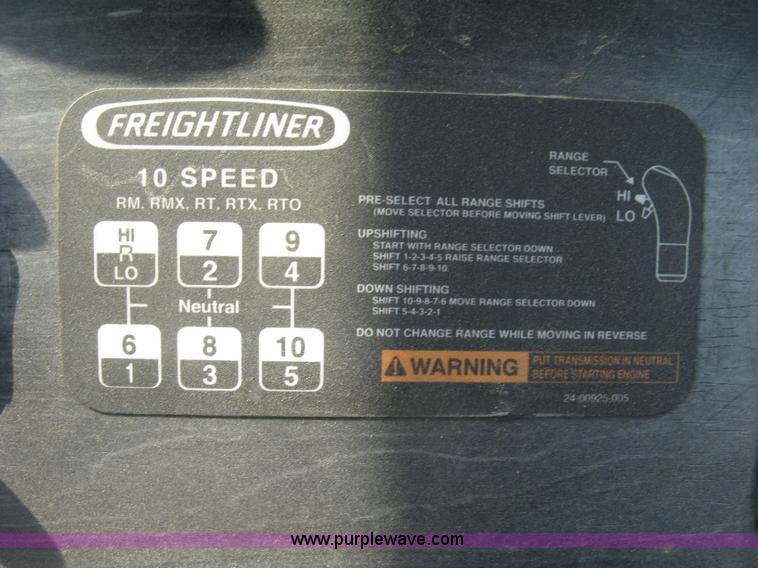 FREIGHTLINER
10 SPEED
RM, RMX, RT, RTX, RTO
HI
R
LO
7
2
9
4
Neutral
6
1
8
3
10
5
RANGE
SELECTOR
HI
LO
PRE-SELECT ALL RANGE SHIFTS
(MOVE SELECTOR BEFORE MOVING SHIFT LEVER)
UPSHIFTING
START WITH RANGE SELECTOR DOWN
SHIFT 1-2-3-4-5 RAISE RANGE SELECTOR
SHIFT 6-7-8-9-10
DOWN SHIFTING
SHIFT 10-9-8-7-6 MOVE RANGE SELECTOR DOWN
SHIFT 5-4-3-2-1
DO NOT CHANGE RANGE WHILE MOVING IN REVERSE
WARNING
PUT TRANSMISSION IN NEUTRAL
BEFORE STARTING ENGINE
24-00925-005
www.purplewave.com